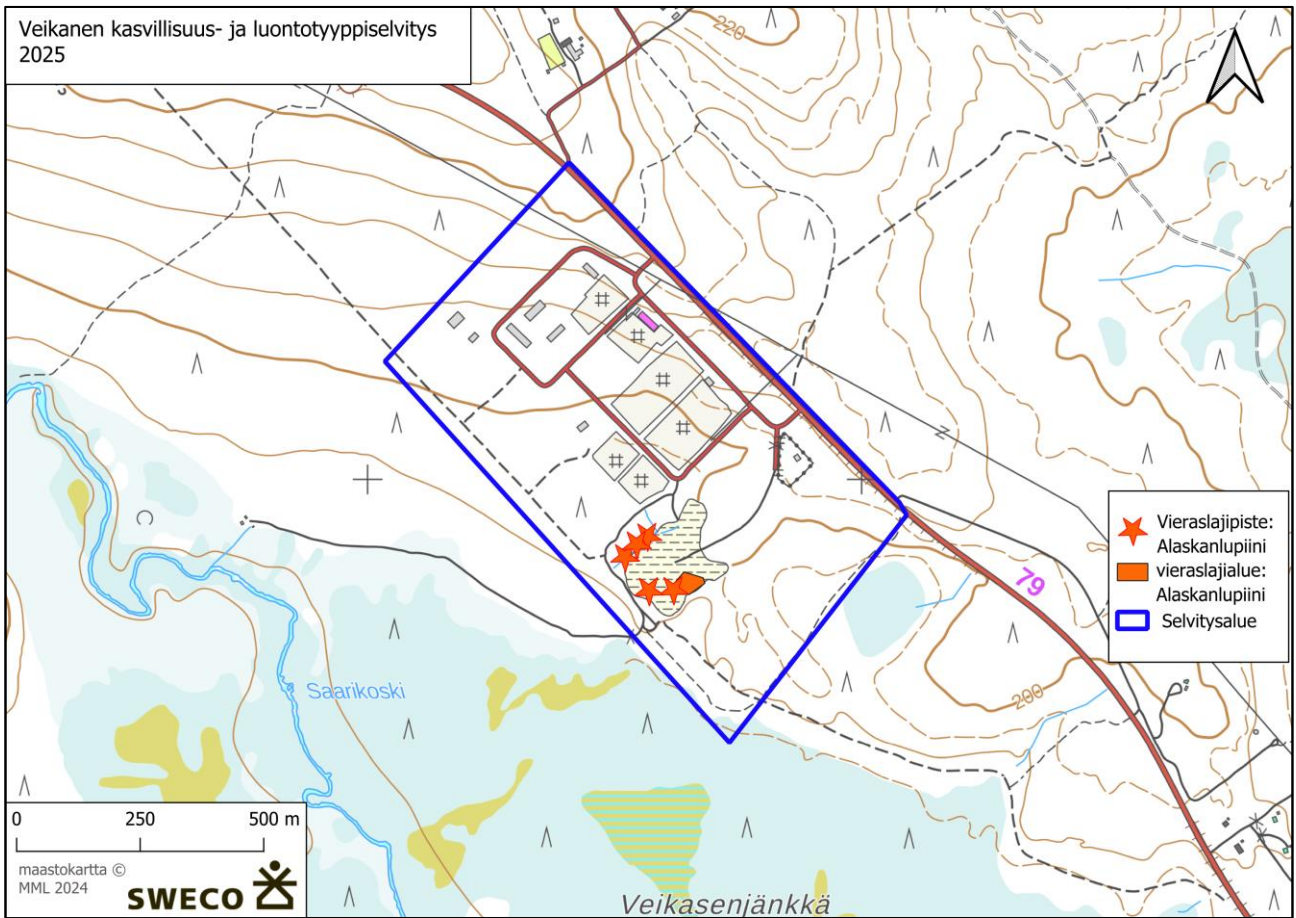 Veikanen kasvillisuus- ja luontotyyppiselvitys
2025
220
79
Vieraslajipiste:
Alaskanlupiini
vieraslajialue:
Alaskanlupiini
Selvitysalue
200
Saarikoski
0 250 500 m
maastokartta ©
MML 2024
SWECO
Veikasenjänkkä